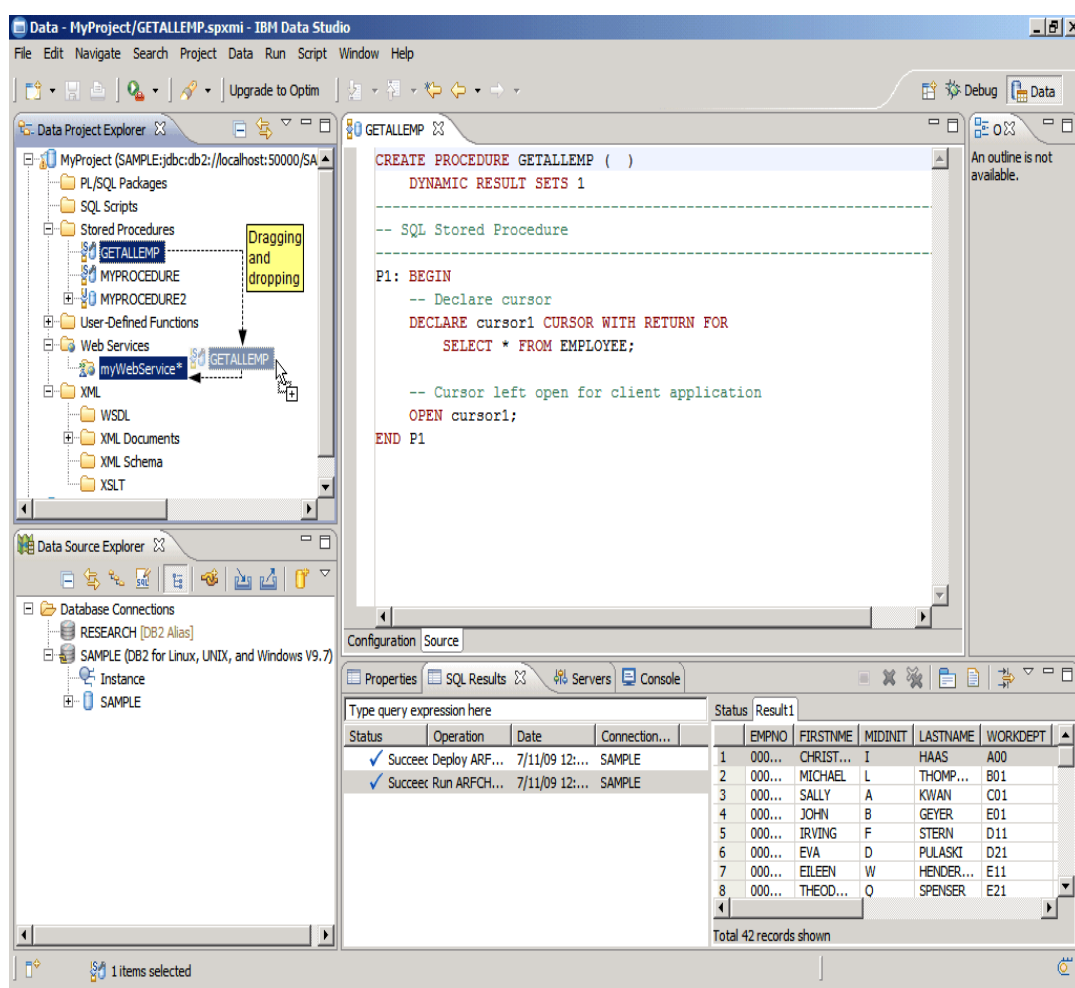 Data - MyProject/GETALLEMP.spxmi - IBM Data Studio
File Edit Navigate Search Project Data Run Script Window Help
Upgrade to Optim
Debug
Data
Data Project Explorer
MyProject (SAMPLE:jdbc:db2://localhost:50000/SA
PL/SQL Packages
SQL Scripts
Stored Procedures
GETALLEMP
MYPROCEDURE
MYPROCEDURE2
User-Defined Functions
Web Services
myWebService*
XML
WSDL
XML Documents
XML Schema
XSLT
Dragging
and
dropping
GETALLEMP
GETALLEMP
CREATE PROCEDURE GETALLEMP ( )
DYNAMIC RESULT SETS 1
------------------------------------------------------------------------
-- SQL Stored Procedure
------------------------------------------------------------------------
P1: BEGIN
-- Declare cursor
DECLARE cursor1 CURSOR WITH RETURN FOR
SELECT * FROM EMPLOYEE;
-- Cursor left open for client application
OPEN cursor1;
END P1
Configuration Source
O
An outline is not
available.
Data Source Explorer
Database Connections
RESEARCH [DB2 Alias]
SAMPLE (DB2 for Linux, UNIX, and Windows V9.7)
Instance
SAMPLE
Properties SQL Results Servers Console
Type query expression here
Status Operation Date Connection...
Succeec Deploy ARF... 7/11/09 12:... SAMPLE
Succeec Run ARFCH... 7/11/09 12:... SAMPLE
Status Result1
EMPNO FIRSTNME MIDINIT LASTNAME WORKDEPT
1 000... CHRIST... I HAAS A00
2 000... MICHAEL L THOMP... B01
3 000... SALLY A KWAN C01
4 000... JOHN B GEYER E01
5 000... IRVING F STERN D11
6 000... EVA D PULASKI D21
7 000... EILEEN W HENDER... E11
8 000... THEOD... Q SPENSER E21
Total 42 records shown
1 items selected